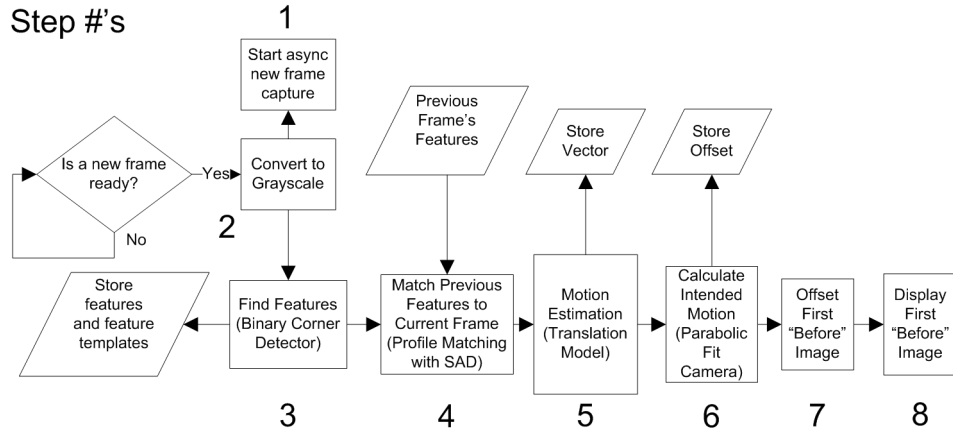 Step #'s
1
Start async
new frame
capture
Previous
Frame's
Features
Store
Vector
Store
Offset
Is a new frame
ready?
Yes
Convert to
Grayscale
2
No
Store
features
and feature
templates
Find Features
(Binary Corner
Detector)
Match Previous
Features to
Current Frame
(Profile Matching
with SAD)
Motion
Estimation
(Translation
Model)
Calculate
Intended
Motion
(Parabolic
Fit
Camera)
Offset
First
“Before”
Image
Display
First
“Before”
Image
3
4
5
6
7
8